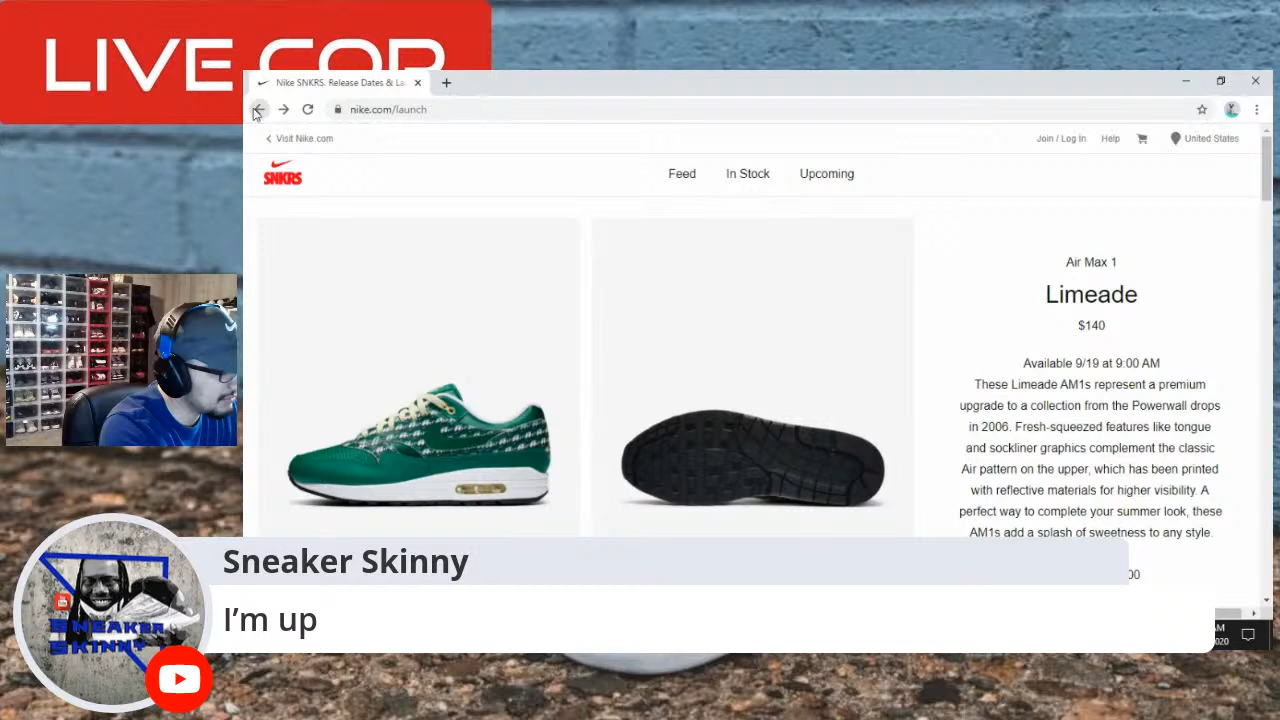 LIVE COP
Nike SNKRS. Release Dates & La
nike.com/launch
Visit Nike.com
Join / Log In Help United States
SNKRS
Feed In Stock Upcoming
Air Max 1
Limeade
$140
Available 9/19 at 9:00 AM
These Limeade AM1s represent a premium
upgrade to a collection from the Powerwall drops
in 2006. Fresh-squeezed features like tongue
and sockliner graphics complement the classic
Air pattern on the upper, which has been printed
with reflective materials for higher visibility. A
perfect way to complete your summer look, these
AM1s add a splash of sweetness to any style.
00
Sneaker Skinny
I'm up
SNEAKER
SKINNY